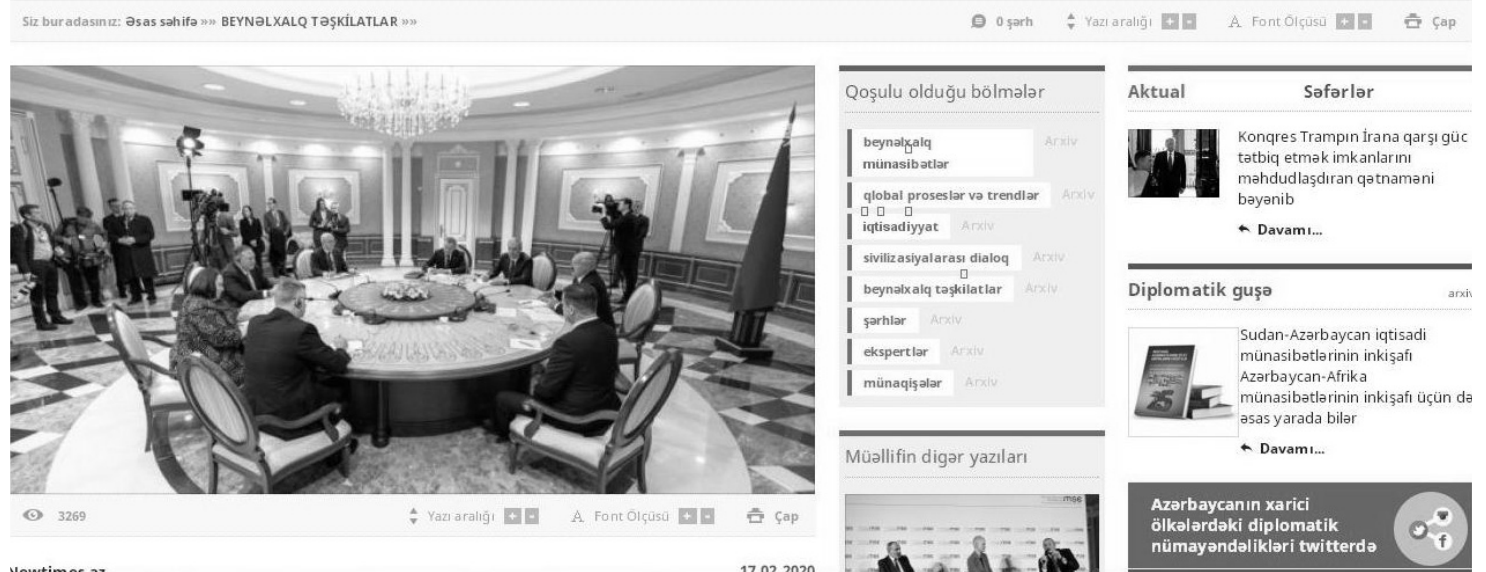 Siz buradasınız: Əsas səhifə »» BEYNƏLXALQ TƏŞKİLATLAR »»
0 şərh
Yazı aralığı + -
A Font Ölçüsü + -
Çap
3269
Yazı aralığı + -
A Font Ölçüsü + -
Çap
Newtimes.az
17.02.2020
Qoşulu olduğu bölmələr
beynəlxalq Arxiv
münasibətlər
qlobal proseslər və trendlər Arxiv
iqtisadiyyat Arxiv
sivilizasiyalarası dialoq Arxiv
beynəlxalq təşkilatlar Arxiv
şərhlər Arxiv
ekspertlər Arxiv
münaqişələr Arxiv
Müəllifin digər yazıları
Aktual
Səfərlər
Konqres Trampın İrana qarşı güc
tətbiq etmək imkanlarını
məhdudlaşdıran qətnaməni
bəyənib
Davamı...
Diplomatik guşə
arxiv
Sudan-Azərbaycan iqtisadi
münasibətlərinin inkişafı
Azərbaycan-Afrika
münasibətlərinin inkişafı üçün də
əsas yarada bilər
Davamı...
25
Azərbaycanın xarici
ölkələrdəki diplomatik
nümayəndəlikləri twitterdə